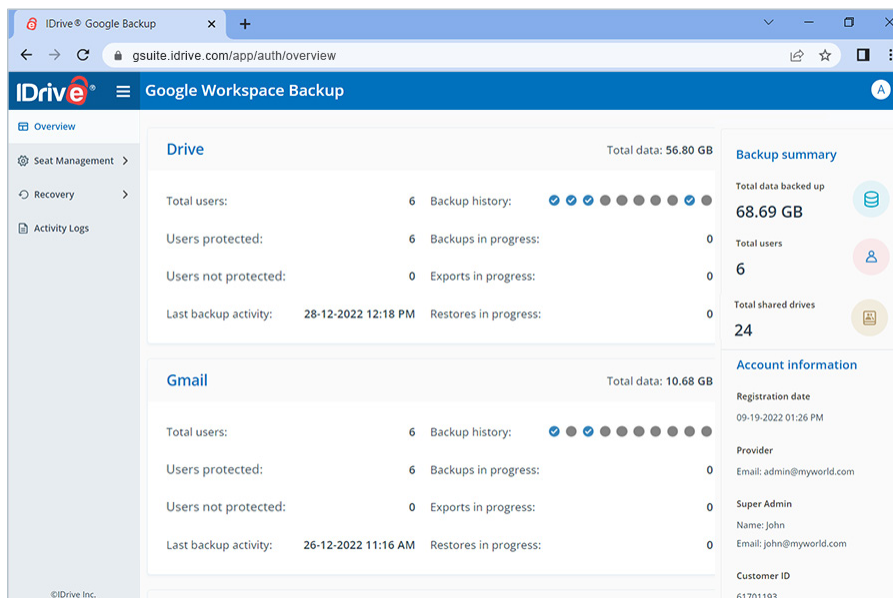 IDrive® Google Backup
gsuite.idrive.com/app/auth/overview
IDrive®
Google Workspace Backup
A
Overview
Seat Management
Recovery
Activity Logs
©IDrive Inc.
Drive
Total data: 56.80 GB
Total users: 6 Backup history:
Users protected: 6 Backups in progress: 0
Users not protected: 0 Exports in progress: 0
Last backup activity: 28-12-2022 12:18 PM Restores in progress: 0
Gmail
Total data: 10.68 GB
Total users: 6 Backup history:
Users protected: 6 Backups in progress: 0
Users not protected: 0 Exports in progress: 0
Last backup activity: 26-12-2022 11:16 AM Restores in progress: 0
Backup summary
Total data backed up
68.69 GB
Total users
6
Total shared drives
24
Account information
Registration date
09-19-2022 01:26 PM
Provider
Email: admin@myworld.com
Super Admin
Name: John
Email: john@myworld.com
Customer ID
61701193